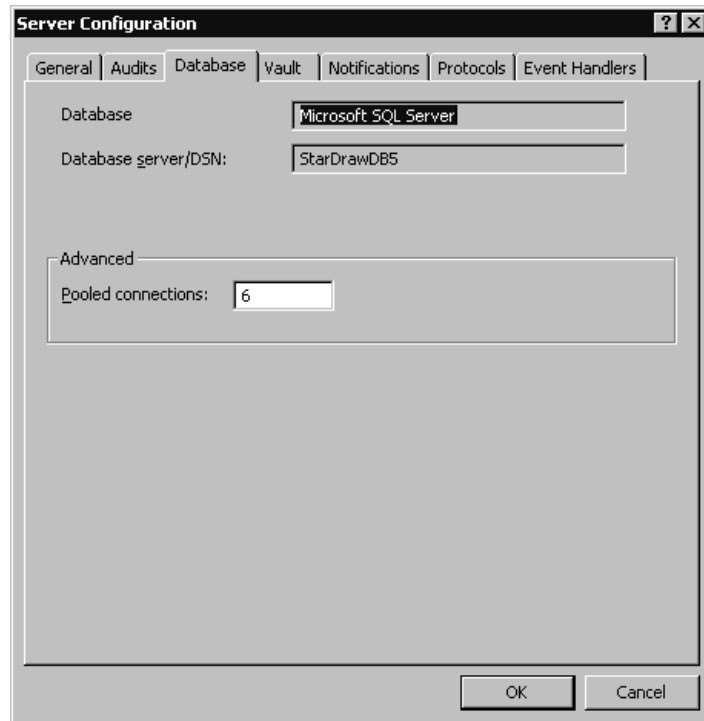 Server Configuration
General Audits Database Vault Notifications Protocols Event Handlers
Database Microsoft SQL Server
Database server/DSN: StarDrawDB5
Advanced
Pooled connections: 6
OK Cancel